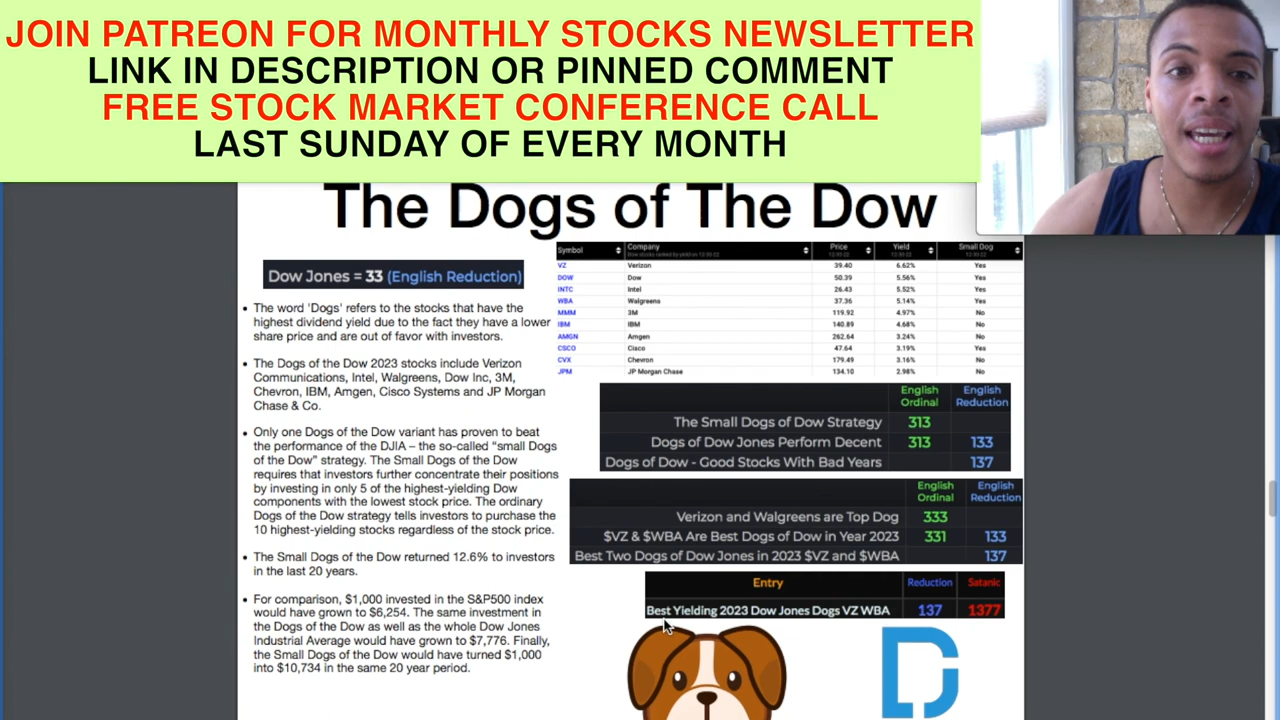 JOIN PATREON FOR MONTHLY STOCKS NEWSLETTER
LINK IN DESCRIPTION OR PINNED COMMENT
FREE STOCK MARKET CONFERENCE CALL
LAST SUNDAY OF EVERY MONTH
The Dogs of The Dow
Dow Jones = 33 (English Reduction)
• The word 'Dogs' refers to the stocks that have the
highest dividend yield due to the fact they have a lower
share price and are out of favor with investors.
• The Dogs of the Dow 2023 stocks include Verizon
Communications, Intel, Walgreens, Dow Inc, 3M,
Chevron, IBM, Amgen, Cisco Systems and JP Morgan
Chase & Co.
• Only one Dogs of the Dow variant has proven to beat
the performance of the DJIA – the so-called "small Dogs
of the Dow" strategy. The Small Dogs of the Dow
requires that investors further concentrate their positions
by investing in only 5 of the highest-yielding Dow
components with the lowest stock price. The ordinary
Dogs of the Dow strategy tells investors to purchase the
10 highest-yielding stocks regardless of the stock price.
• The Small Dogs of the Dow returned 12.6% to investors
in the last 20 years.
• For comparison, $1,000 invested in the S&P500 index
would have grown to $6,254. The same investment in
the Dogs of the Dow as well as the whole Dow Jones
Industrial Average would have grown to $7,776. Finally,
the Small Dogs of the Dow would have turned $1,000
into $10,734 in the same 20 year period.
Symbol Company Price Yield Small Dog
VZ Verizon 39.40 6.62% Yes
DOW Dow 50.39 5.56% Yes
INTC Intel 26.43 5.52% Yes
WBA Walgreens 37.36 5.14% Yes
MMM 3M 119.92 4.97% No
IBM IBM 140.89 4.68% No
AMGN Amgen 262.64 3.24% No
CSCO Cisco 47.64 3.19% Yes
CVX Chevron 179.49 3.16% No
JPM JP Morgan Chase 134.10 2.98% No
English Ordinal English Reduction
The Small Dogs of Dow Strategy 313
Dogs of Dow Jones Perform Decent 313 133
Dogs of Dow - Good Stocks With Bad Years 137
English Ordinal English Reduction
Verizon and Walgreens are Top Dog 333
$VZ & $WBA Are Best Dogs of Dow in Year 2023 331 133
Best Two Dogs of Dow Jones in 2023 $VZ and $WBA 137
Entry Reduction Satanic
Best Yielding 2023 Dow Jones Dogs VZ WBA 137 1377